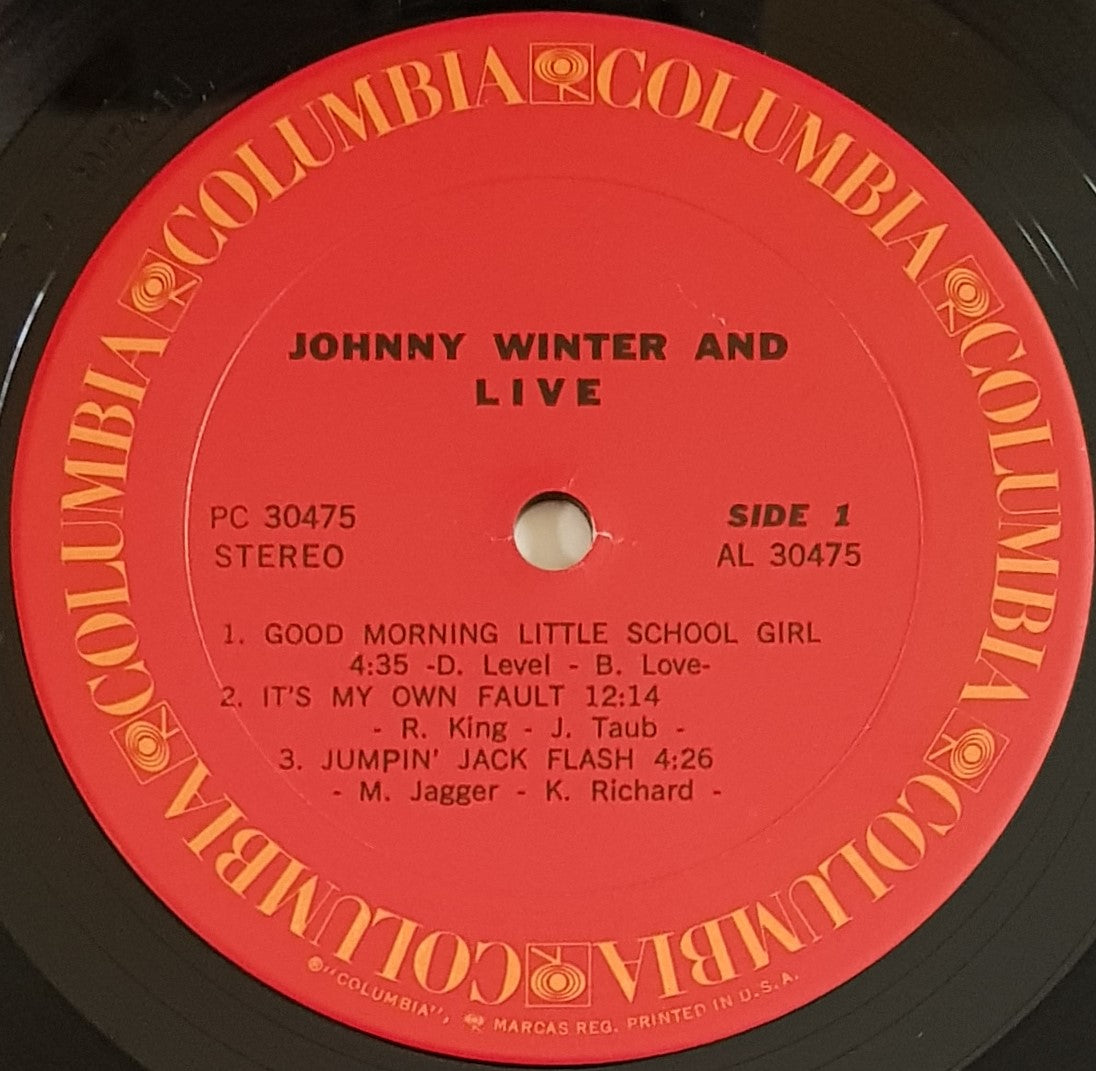 COLUMBIA COLUMBIA COLUMBIA COLUMBIA COLUMBIA COLUMBIA
JOHNNY WINTER AND
LIVE
PC 30475
STEREO
SIDE 1
AL 30475
1. GOOD MORNING LITTLE SCHOOL GIRL
4:35 -D. Level - B. Love-
2. IT'S MY OWN FAULT 12:14
- R. King - J. Taub -
3. JUMPIN' JACK FLASH 4:26
- M. Jagger - K. Richard -
®"COLUMBIA", MARCAS REG. PRINTED IN U.S.A.